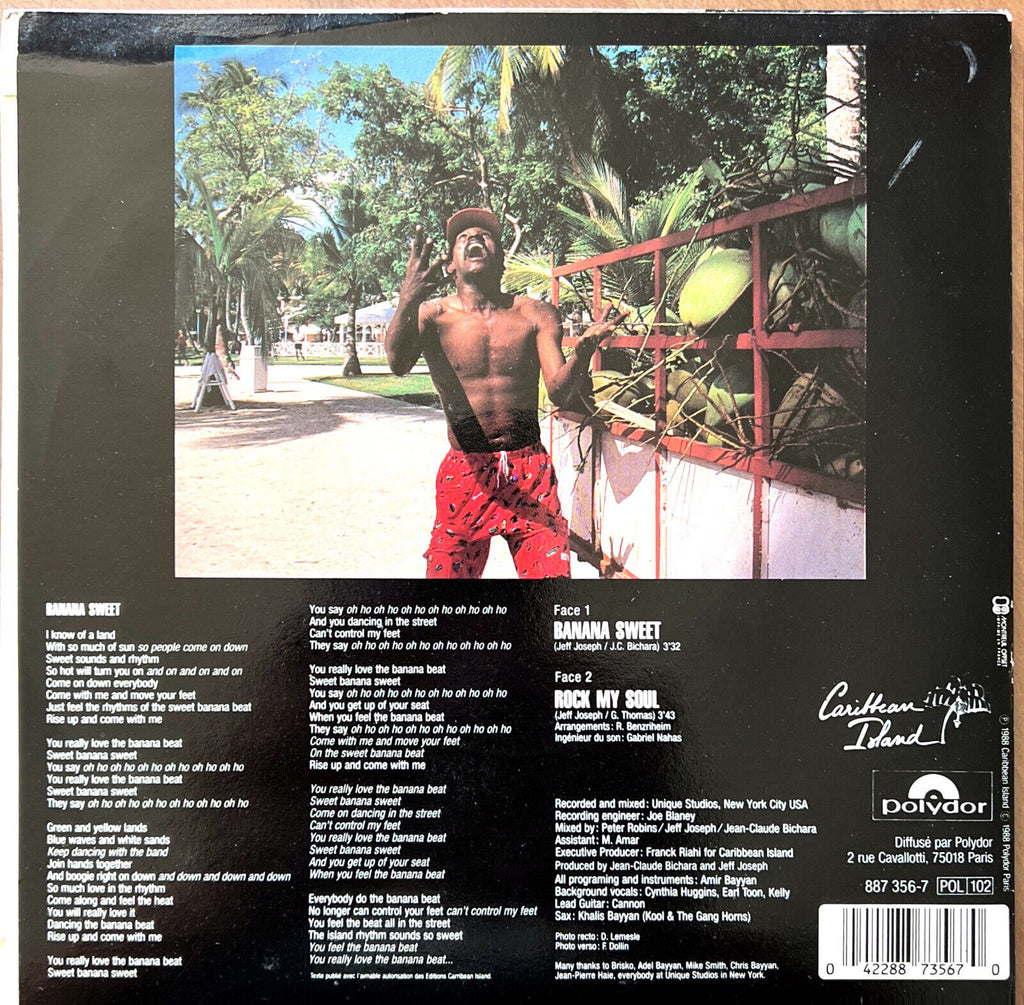 BANANA SWEET
I know of a land
With so much of sun so people come on down
Sweet sounds and rhythm
So hot will turn you on and on and on and on
Come on down everybody
Come with me and move your feet
Just feel the rhythms of the sweet banana beat
Rise up and come with me
You really love the banana beat
Sweet banana sweet
You say oh ho oh ho oh ho oh ho oh ho oh ho
You really love the banana beat
Sweet banana sweet
They say oh ho oh ho oh ho oh ho oh ho oh ho
Green and yellow lands
Blue waves and white sands
Keep dancing with the band
Join hands together
And boogie right on down and down and down and down
So much love in the rhythm
Come along and feel the heat
You will really love it
Dancing the banana beat
Rise up and come with me
You really love the banana beat
Sweet banana sweet
You say oh ho oh ho oh ho oh ho oh ho oh ho
And you dancing in the street
Can't control my feet
They say oh ho oh ho oh ho oh ho oh ho oh ho
You really love the banana beat
Sweet banana sweet
You say oh ho oh ho oh ho oh ho oh ho oh ho
And you get up of your seat
When you feel the banana beat
They say oh ho oh ho oh ho oh ho oh ho oh ho
Come with me and move your feet
On the sweet banana beat
Rise up and come with me
You really love the banana beat
Sweet banana sweet
Come on dancing in the street
Can't control my feet
You really love the banana beat
Sweet banana sweet
And you get up of your seat
When you feel the banana beat
Everybody do the banana beat
No longer can control your feet can't control my feet
You feel the beat all in the street
The island rhythm sounds so sweet
You feel the banana beat
You really love the banana beat...
Texte publié avec l'aimable autorisation des Editions Carribean Island.
Face 1
BANANA SWEET
(Jeff Joseph / J.C. Bichara) 3'32
Face 2
ROCK MY SOUL
(Jeff Joseph / G. Thomas) 3'43
Arrangements : R. Benzrihem
Ingénieur du son : Gabriel Nahas
Recorded and mixed : Unique Studios, New York City USA
Recording engineer : Joe Blaney
Mixed by : Peter Robins / Jeff Joseph / Jean-Claude Bichara
Assistant : M. Amar
Executive Producer : Franck Riahi for Caribbean Island
Produced by Jean-Claude Bichara and Jeff Joseph
All programing and instruments : Amir Bayyan
Background vocals : Cynthia Huggins, Earl Toon, Kelly
Lead Guitar : Cannon
Sax : Khalis Bayyan (Kool & The Gang Horns)
Photo recto : D. Lemesle
Photo verso : F. Dollin
Many thanks to Brisko, Adel Bayyan, Mike Smith, Chris Bayyan,
Jean-Pierre Haie, everybody at Unique Studios in New York.
Caribbean
Island
polydor
Diffusé par Polydor
2 rue Cavallotti, 75018 Paris
887 356-7 POL 102
0 42288 73567 0
℗ 1988 Caribbean Island © 1988 Polydor Paris